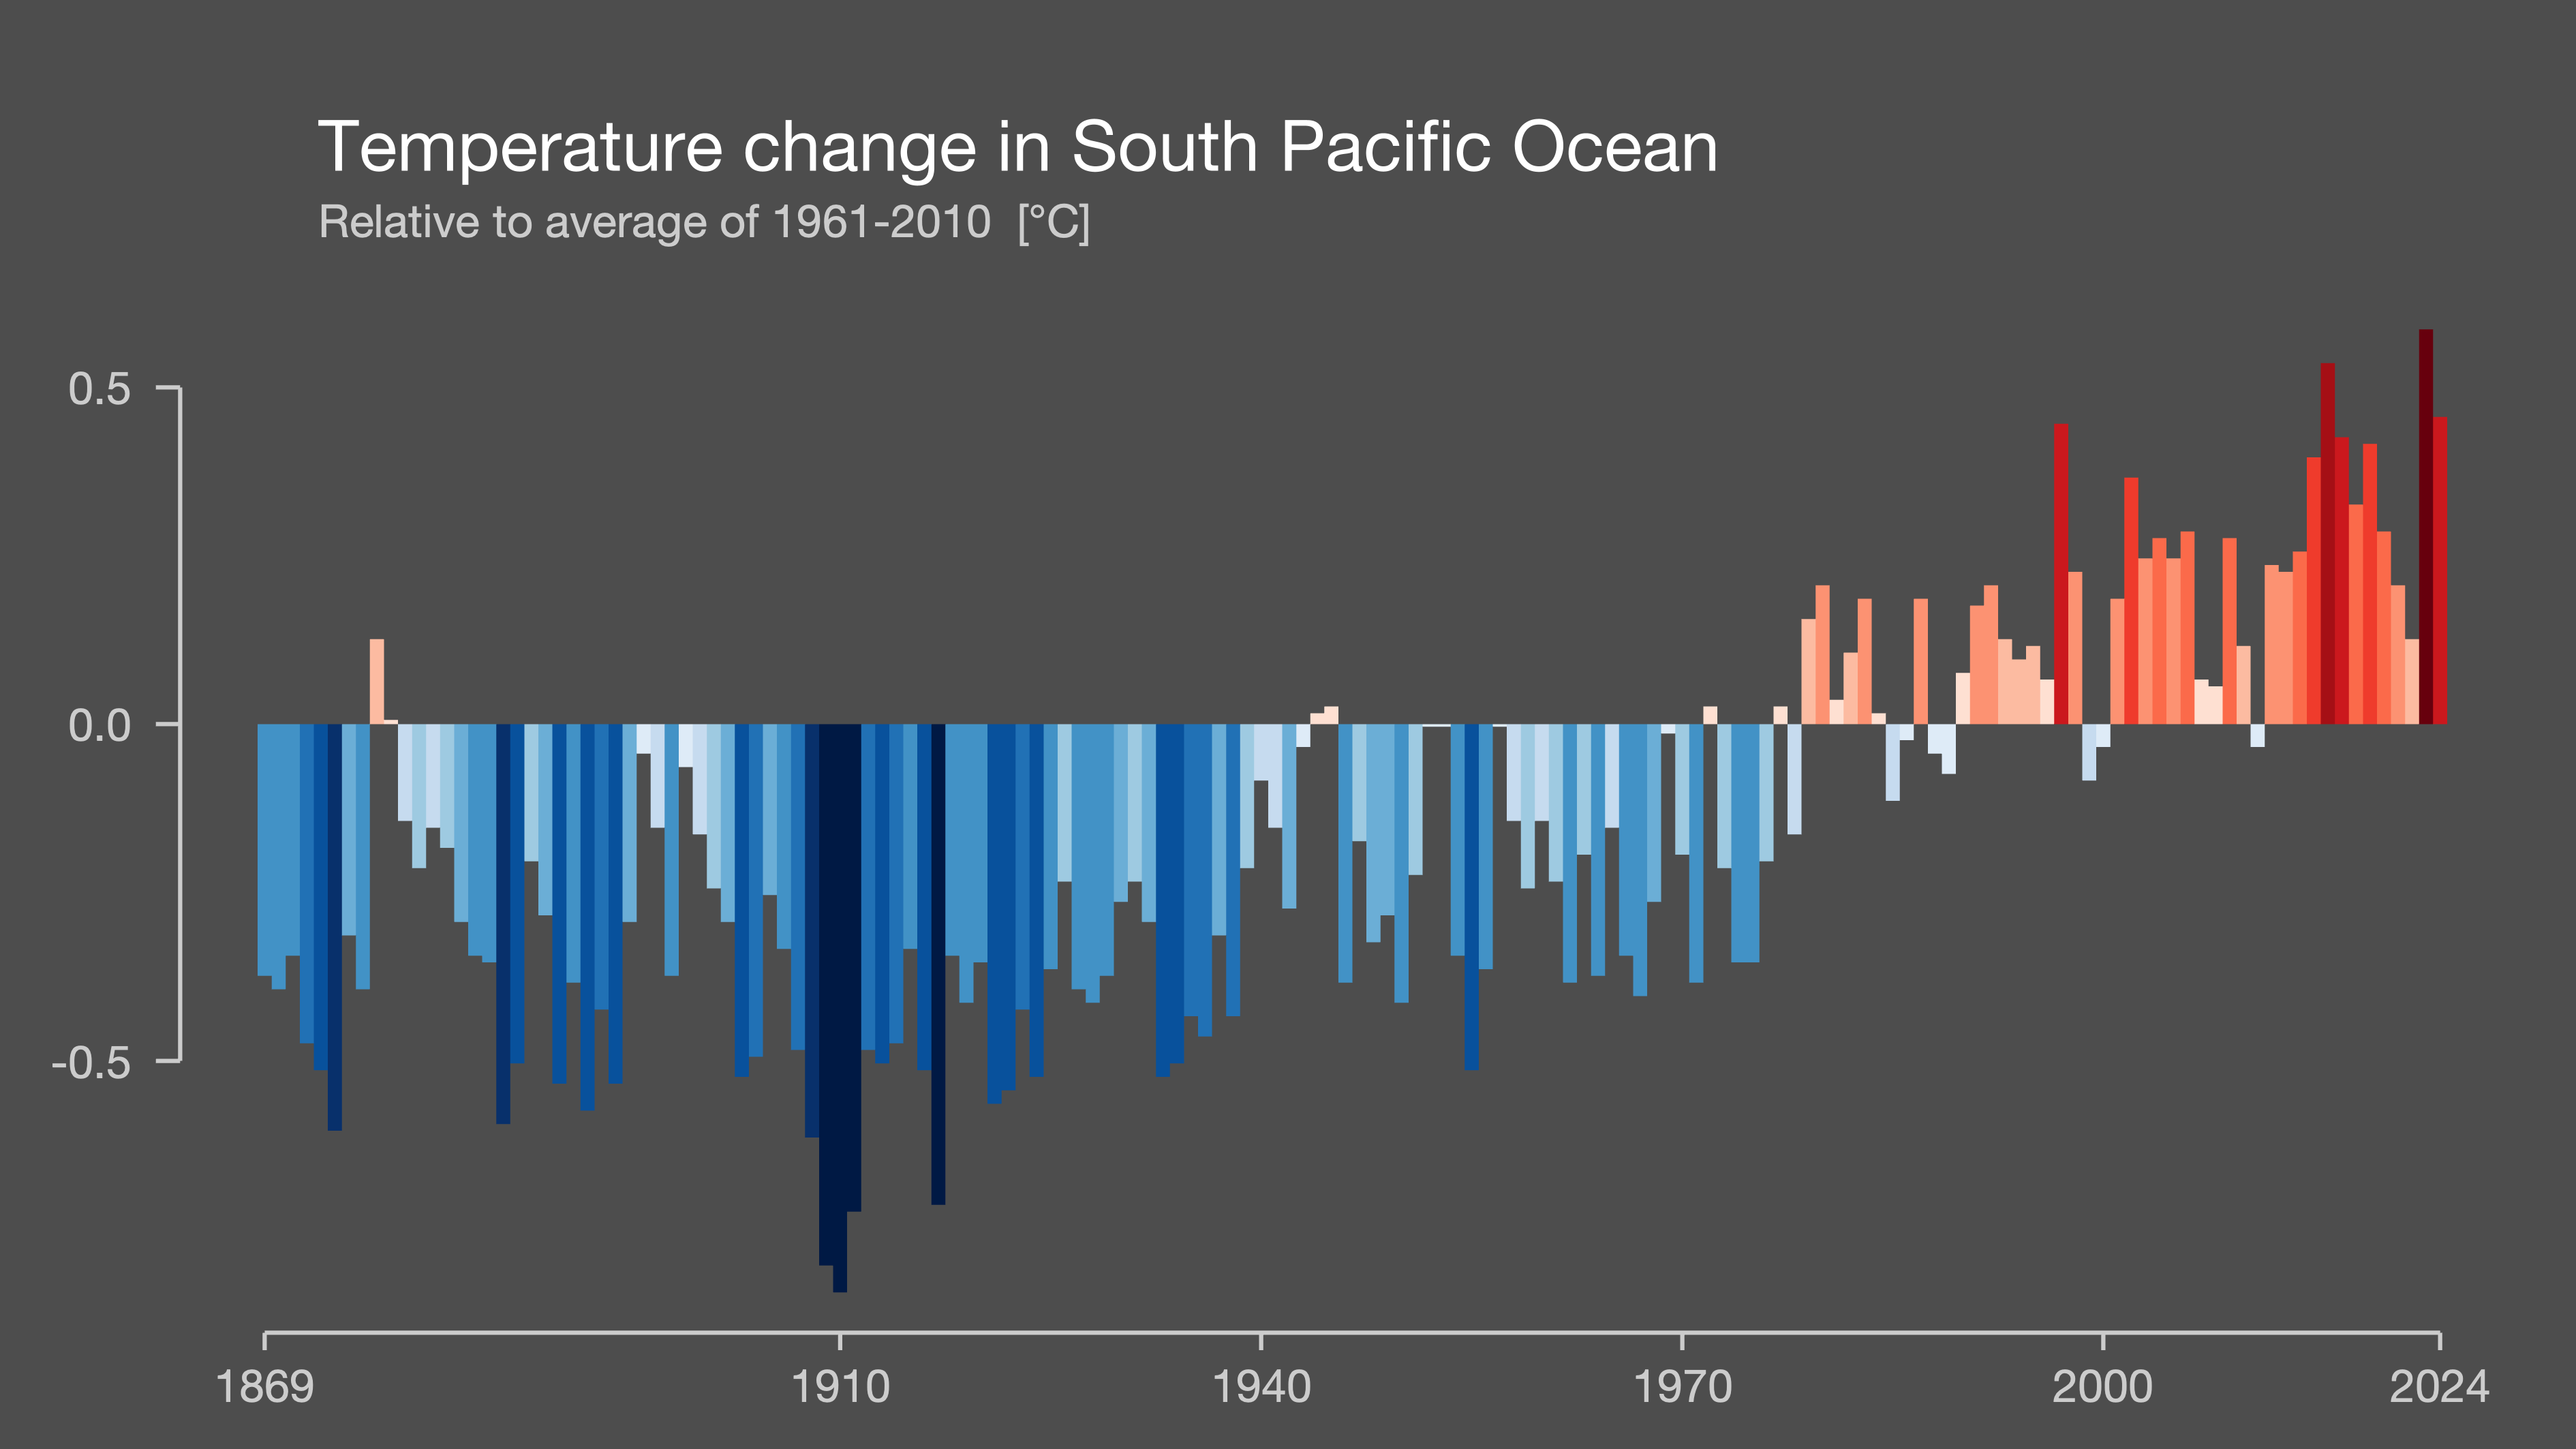 Temperature change in South Pacific Ocean
Relative to average of 1961-2010  [°C]
0.5
0.0
-0.5
1869 1910 1940 1970 2000 2024